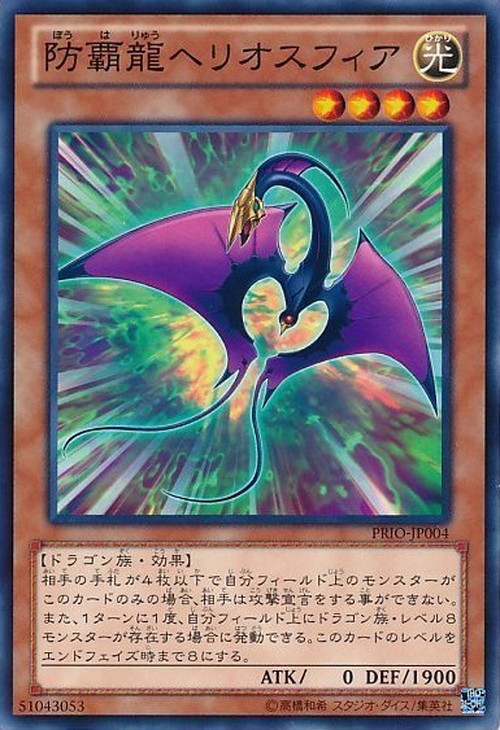 防覇龍ヘリオスフィア
光
PRIO-JP004
【ドラゴン族・効果】
相手の手札が4枚以下で自分フィールド上のモンスターが
このカードのみの場合、相手は攻撃宣言をする事ができない。
また、1ターンに1度、自分フィールド上にドラゴン族・レベル8
モンスターが存在する場合に発動できる。このカードのレベルを
エンドフェイズ時まで8にする。
ATK/ 0 DEF/1900
51043053 ©高橋和希 スタジオ・ダイス/集英社